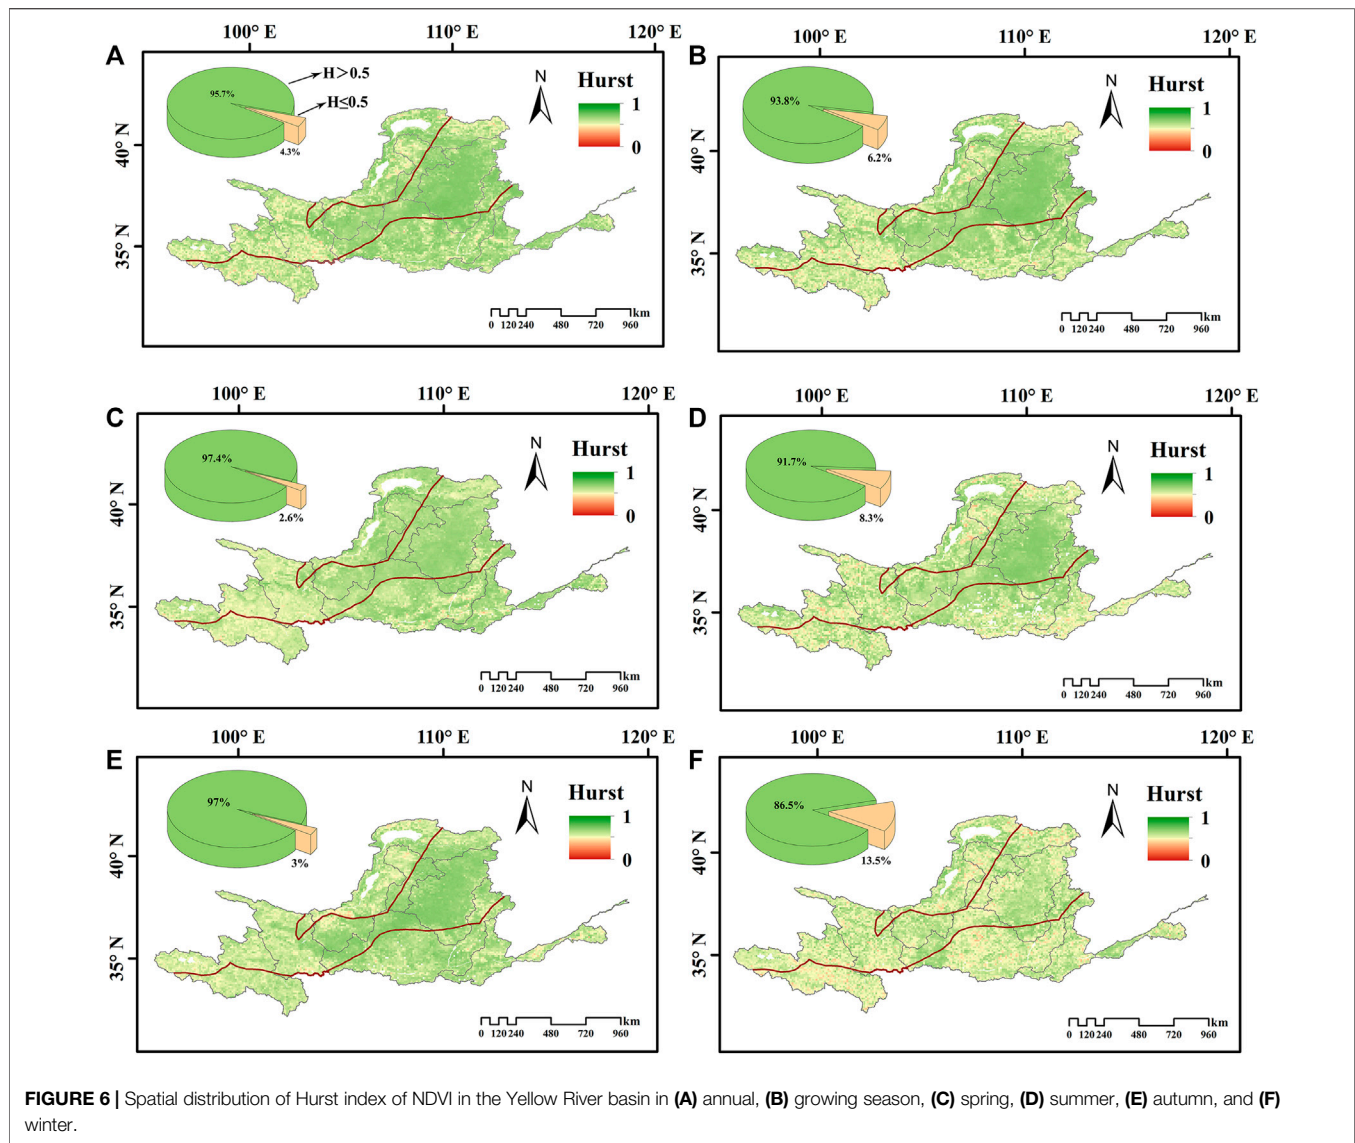 A
100° E
110° E
120° E
95.7%
H＞0.5
H≤0.5
4.3%
N
Hurst
1
0
40° N
35° N
km
0 120 240 480 720 960
B
100° E
110° E
120° E
93.8%
6.2%
N
Hurst
1
0
40° N
35° N
km
0 120 240 480 720 960
C
100° E
110° E
120° E
97.4%
2.6%
N
Hurst
1
0
40° N
35° N
km
0 120 240 480 720 960
D
100° E
110° E
120° E
91.7%
8.3%
N
Hurst
1
0
40° N
35° N
km
0 120 240 480 720 960
E
100° E
110° E
120° E
97%
3%
N
Hurst
1
0
40° N
35° N
km
0 120 240 480 720 960
F
100° E
110° E
120° E
86.5%
13.5%
N
Hurst
1
0
40° N
35° N
km
0 120 240 480 720 960
FIGURE 6 | Spatial distribution of Hurst index of NDVI in the Yellow River basin in (A) annual, (B) growing season, (C) spring, (D) summer, (E) autumn, and (F)
winter.